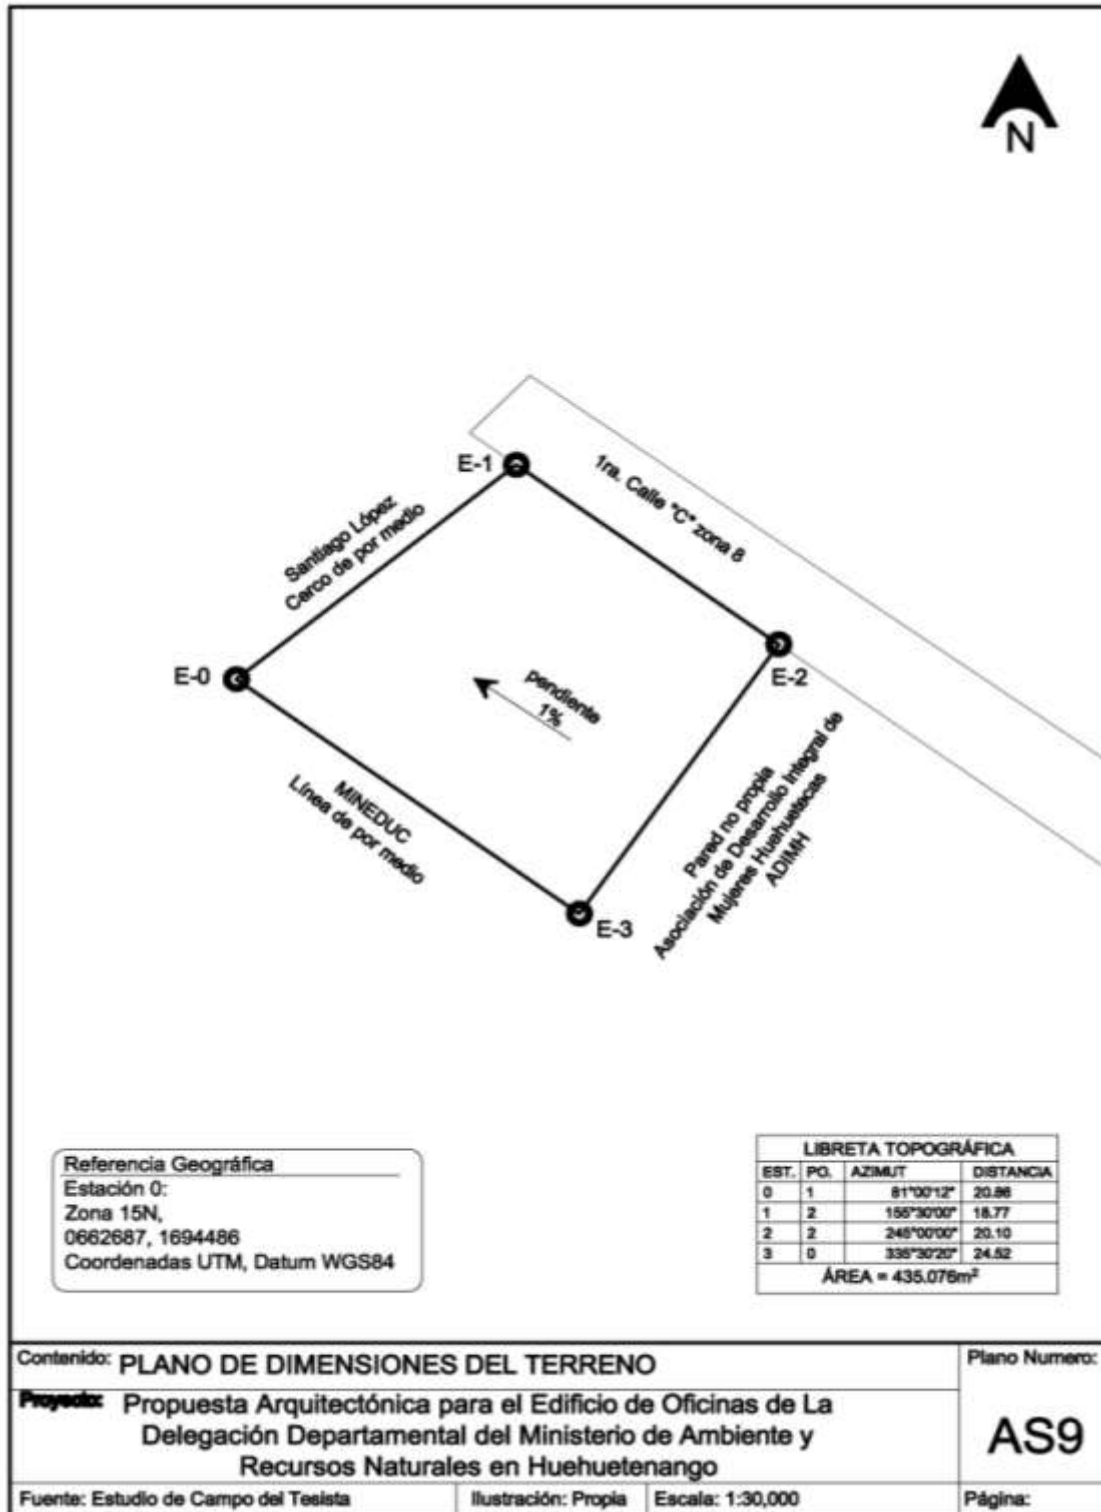 N
E-1
1ra. Calle "C" zona 8
Santiago López
Cerco de por medio
E-0
E-2
pendiente
1%
MINEDUC
Línea de por medio
Pared no propia
Asociación de Desarrollo Integral de
Mujeres Huehuetecas
ADIMH
E-3
Referencia Geográfica
Estación 0:
Zona 15N,
0662687, 1694486
Coordenadas UTM, Datum WGS84
LIBRETA TOPOGRÁFICA
EST. PO. AZIMUT DISTANCIA
0 1 81°00'12" 20.86
1 2 155°30'00" 18.77
2 2 245°00'00" 20.10
3 0 335°30'20" 24.52
ÁREA = 435.076m²
Contenido: PLANO DE DIMENSIONES DEL TERRENO
Plano Numero:
Proyecto: Propuesta Arquitectónica para el Edificio de Oficinas de La
Delegación Departamental del Ministerio de Ambiente y
Recursos Naturales en Huehuetenango
AS9
Fuente: Estudio de Campo del Tesista Ilustración: Propia Escala: 1:30,000 Página: